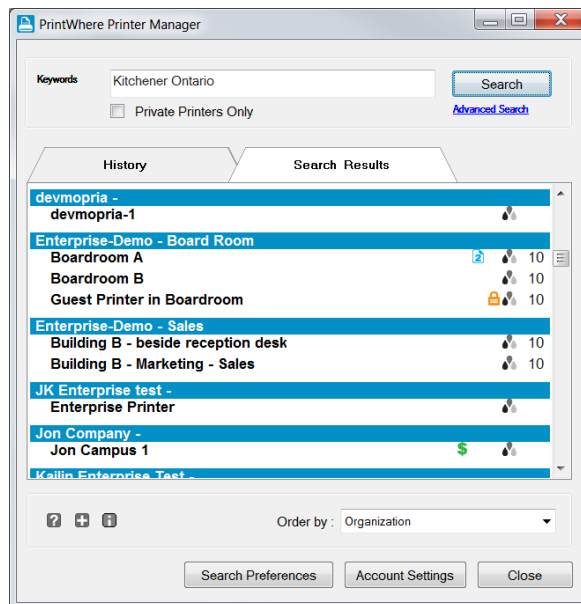 PrintWhere Printer Manager
Keywords Kitchener Ontario Search
Private Printers Only Advanced Search
History Search Results
devmopria -
devmopria-1
Enterprise-Demo - Board Room
Boardroom A 2 10
Boardroom B 10
Guest Printer in Boardroom 10
Enterprise-Demo - Sales
Building B - beside reception desk 10
Building B - Marketing - Sales 10
JK Enterprise test -
Enterprise Printer
Jon Company -
Jon Campus 1 $
Kailin Enterprise Test -
Order by : Organization
Search Preferences Account Settings Close